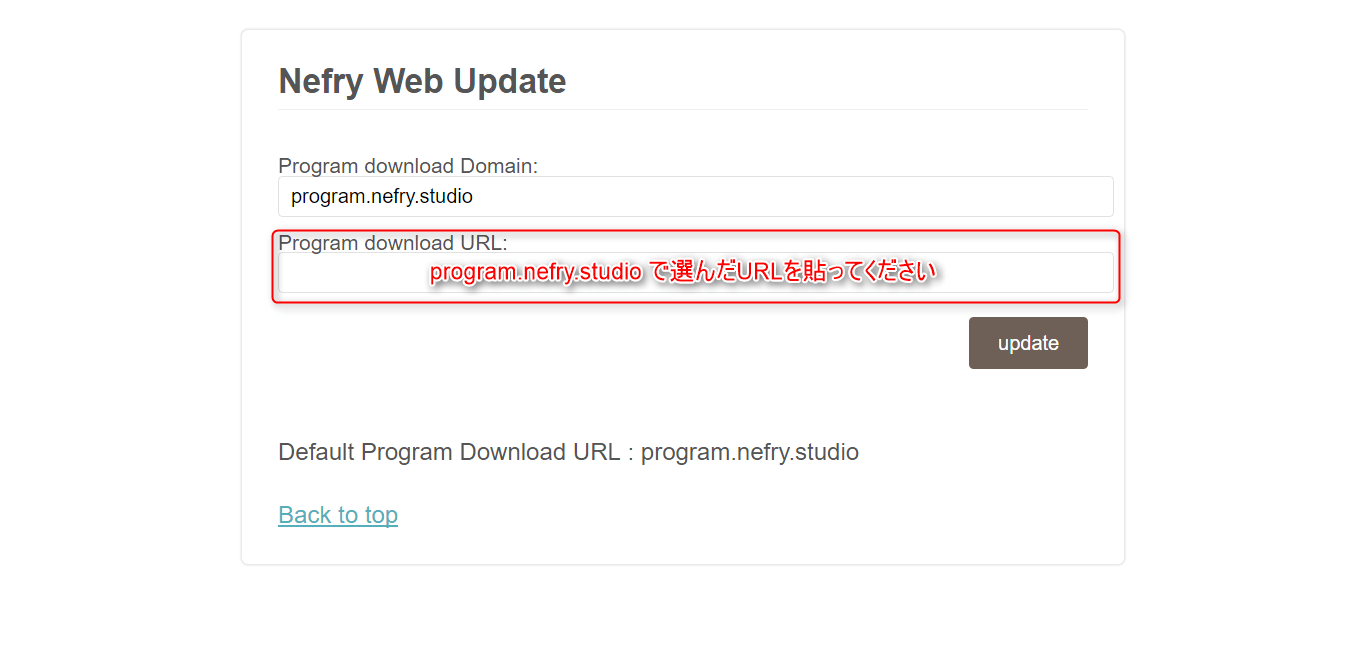 Nefry Web Update
Program download Domain:
program.nefry.studio
Program download URL:
program.nefry.studio で選んだURLを貼ってください
update
Default Program Download URL : program.nefry.studio
Back to top